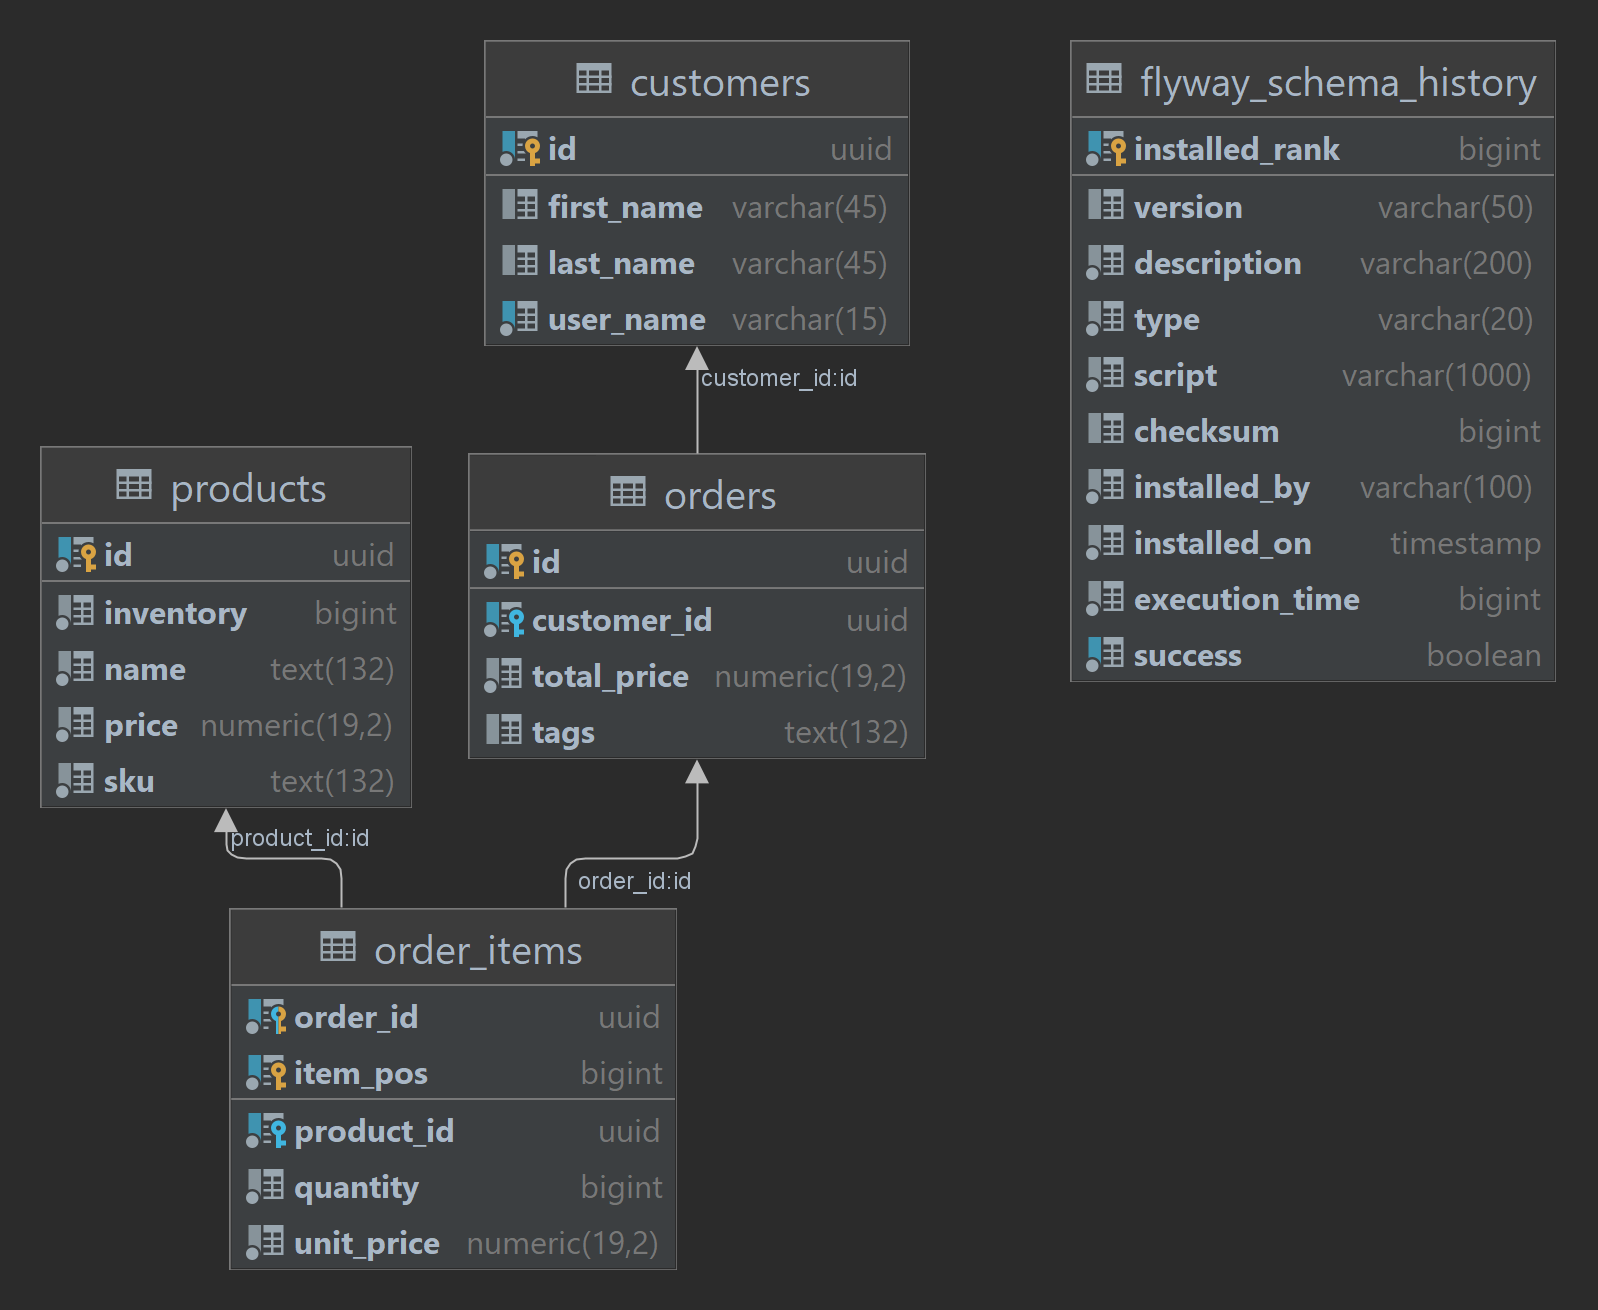 customers
id uuid
first_name varchar(45)
last_name varchar(45)
user_name varchar(15)
customer_id:id
flyway_schema_history
installed_rank bigint
version varchar(50)
description varchar(200)
type varchar(20)
script varchar(1000)
checksum bigint
installed_by varchar(100)
installed_on timestamp
execution_time bigint
success boolean
products
id uuid
inventory bigint
name text(132)
price numeric(19,2)
sku text(132)
product_id:id
orders
id uuid
customer_id uuid
total_price numeric(19,2)
tags text(132)
order_id:id
order_items
order_id uuid
item_pos bigint
product_id uuid
quantity bigint
unit_price numeric(19,2)